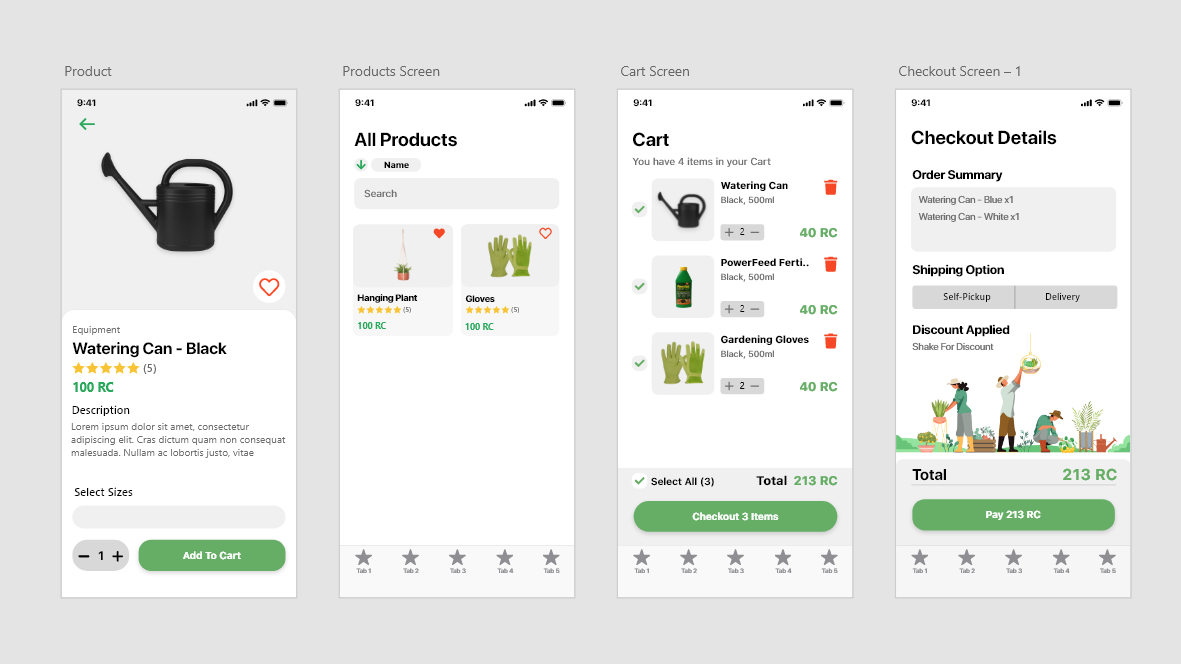 Product
9:41
Equipment
Watering Can - Black
(5)
100 RC
Description
Lorem ipsum dolor sit amet, consectetur
adipiscing elit. Cras dictum quam non consequat
malesuada. Nullam ac lobortis justo, vitae
Select Sizes
1
Add To Cart
Products Screen
9:41
All Products
Name
Search
Hanging Plant
(5)
100 RC
Gloves
(5)
100 RC
Tab 1
Tab 2
Tab 3
Tab 4
Tab 5
Cart Screen
9:41
Cart
You have 4 items in your Cart
Watering Can
Black, 500ml
2
40 RC
PowerFeed Ferti..
Black, 500ml
2
40 RC
Gardening Gloves
Black, 500ml
2
40 RC
Select All (3)
Total 213 RC
Checkout 3 Items
Tab 1
Tab 2
Tab 3
Tab 4
Tab 5
Checkout Screen – 1
9:41
Checkout Details
Order Summary
Watering Can - Blue x1
Watering Can - White x1
Shipping Option
Self-Pickup
Delivery
Discount Applied
Shake For Discount
Total 213 RC
Pay 213 RC
Tab 1
Tab 2
Tab 3
Tab 4
Tab 5